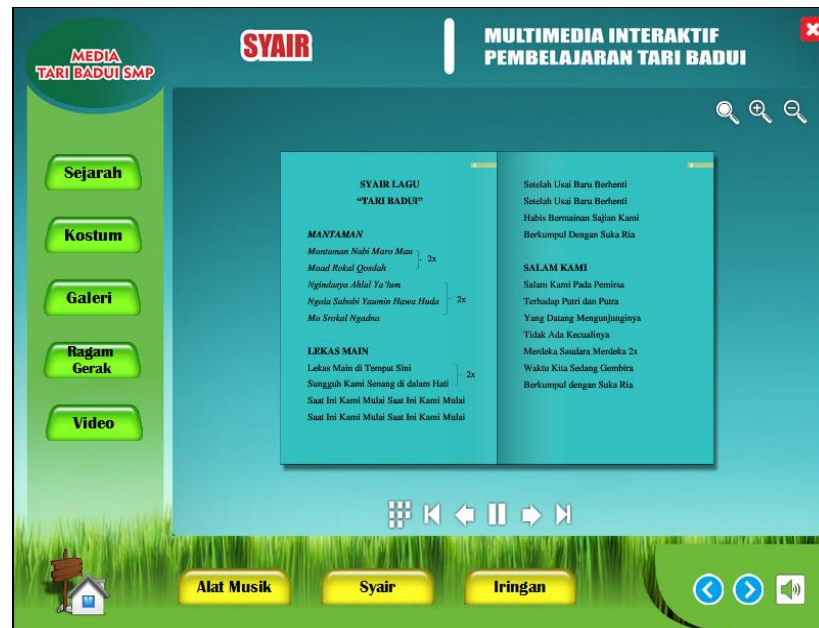 MEDIA
TARI BADUI SMP
SYAIR
MULTIMEDIA INTERAKTIF
PEMBELAJARAN TARI BADUI
Sejarah
Kostum
Galeri
Ragam
Gerak
Video
SYAIR LAGU
“TARI BADUI”
MANTAMAN
Mantaman Nabi Maro Mau
Moud Rokal Qosdah
2x
Ngindasya Ahlal Ya’lum
Ngala Sababi Yaumin Hawa Huda
Ma Srokal Ngadna
2x
LEKAS MAIN
Lekas Main di Tempat Sini
Sungguh Kami Senang di dalam Hati
2x
Saat Ini Kami Mulai Saat Ini Kami Mulai
Saat Ini Kami Mulai Saat Ini Kami Mulai
Setelah Usai Baru Berhenti
Setelah Usai Baru Berhenti
Habis Bermainan Sajian Kami
Berkumpul Dengan Suka Ria
SALAM KAMI
Salam Kami Pada Pemirsa
Terhadap Putri dan Putra
Yang Datang Mengunjunginya
Tidak Ada Kecualinya
Merdeka Saudara Merdeka 2x
Waktu Kita Sedang Gembira
Berkumpul dengan Suka Ria
Alat Musik
Syair
Iringan